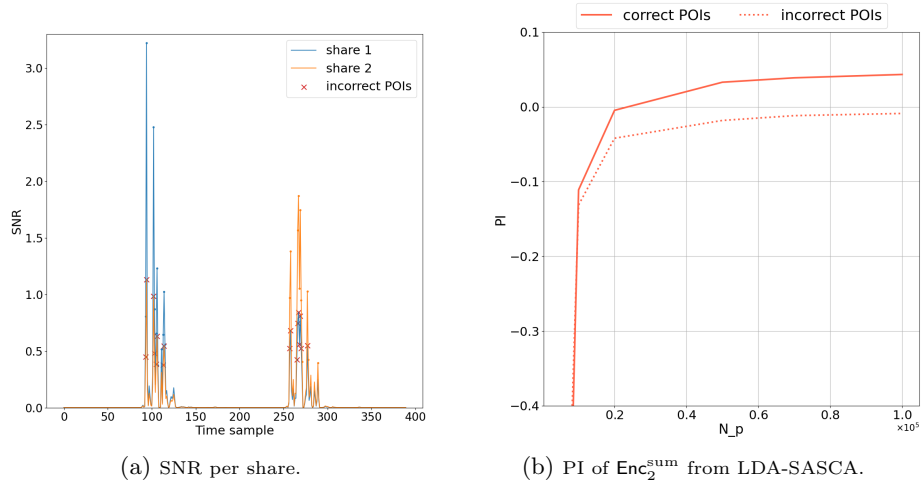 correct POIs
incorrect POIs
share 1
share 2
incorrect POIs
SNR
3.0
2.5
2.0
1.5
1.0
0.5
0.0
0
50
100
150
200
250
300
350
400
Time sample
PI
0.1
0.0
−0.1
−0.2
−0.3
−0.4
0.2
0.4
0.6
0.8
1.0
×10⁵
N_p
(a) SNR per share.
(b) PI of Enc₂ˢᵘᵐ from LDA-SASCA.